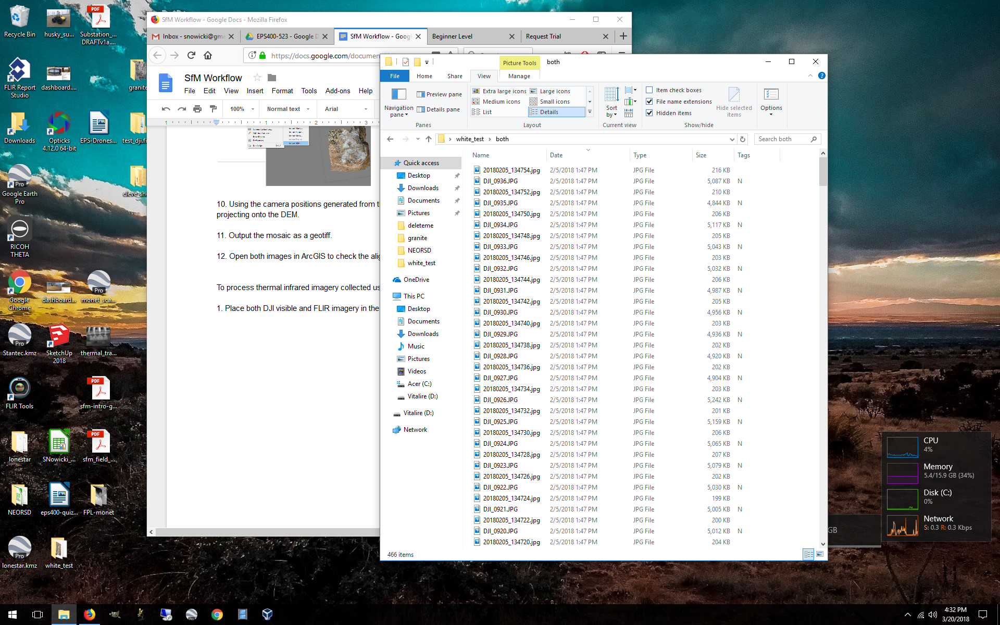 Recycle Bin
husky_su...
Substation_...
DRAFTv1a....
FLIR Report
Studio
dashboard....
granite
Downloads
Opticks
4.12.0 64-bit
EPS-Drones...
test_dji.fi
Google Earth
Pro
cleve_sh
RICOH
THETA
Google
Chrome
dashboard...
monet_sca...
Stantec.kmz
SketchUp
2018
thermal_tra...
FLIR Tools
sfm-intro-g...
lonestar
SNowicki_...
sfm_field_...
NEORSD
eps400-quiz...
FPL-monet
lonestar.kmz
white_test
SfM Workflow - Google Docs - Mozilla Firefox
Inbox - snowicki@gma
EPS400-523 - Google D
SfM Workflow - Goog
Beginner Level
Request Trial
https://docs.google.com/documen
SfM Workflow
File Edit View Insert Format Tools Add-ons Help
100% Normal text Arial
1 1 2 3
10. Using the camera positions generated from t
projecting onto the DEM.
11. Output the mosaic as a geotiff.
12. Open both images in ArcGIS to check the alig
To process thermal infrared imagery collected us
1. Place both DJI visible and FLIR imagery in the
Picture Tools both
File Home Share View Manage
Navigation
pane
Preview pane
Details pane
Panes
Extra large icons Large icons
Medium icons Small icons
List Details
Layout
Sort
by
Current view
Item check boxes
File name extensions
Hidden items
Hide selected
items
Show/hide
Options
white_test both
Search both
Quick access
Desktop
Downloads
Documents
Pictures
deleteme
granite
NEORSD
white_test
OneDrive
This PC
Desktop
Documents
Downloads
Music
Pictures
Videos
Acer (C:)
Vitalire (D:)
Vitalire (D:)
Network
Name Date Type Size Tags
20180205_134754.jpg 2/5/2018 1:47 PM JPG File 216 KB
DJI_0936.JPG 2/5/2018 1:47 PM JPG File 5,087 KB N
20180205_134752.jpg 2/5/2018 1:47 PM JPG File 210 KB
DJI_0935.JPG 2/5/2018 1:47 PM JPG File 4,844 KB N
20180205_134750.jpg 2/5/2018 1:47 PM JPG File 206 KB
DJI_0934.JPG 2/5/2018 1:47 PM JPG File 5,117 KB N
20180205_134748.jpg 2/5/2018 1:47 PM JPG File 205 KB
DJI_0933.JPG 2/5/2018 1:47 PM JPG File 5,043 KB N
20180205_134746.jpg 2/5/2018 1:47 PM JPG File 203 KB
DJI_0932.JPG 2/5/2018 1:47 PM JPG File 5,032 KB N
20180205_134744.jpg 2/5/2018 1:47 PM JPG File 206 KB
DJI_0931.JPG 2/5/2018 1:47 PM JPG File 4,987 KB N
20180205_134742.jpg 2/5/2018 1:47 PM JPG File 205 KB
DJI_0930.JPG 2/5/2018 1:47 PM JPG File 4,956 KB N
20180205_134740.jpg 2/5/2018 1:47 PM JPG File 203 KB
DJI_0929.JPG 2/5/2018 1:47 PM JPG File 4,936 KB N
20180205_134738.jpg 2/5/2018 1:47 PM JPG File 202 KB
DJI_0928.JPG 2/5/2018 1:47 PM JPG File 4,920 KB N
20180205_134736.jpg 2/5/2018 1:47 PM JPG File 202 KB
DJI_0927.JPG 2/5/2018 1:47 PM JPG File 4,904 KB N
20180205_134734.jpg 2/5/2018 1:47 PM JPG File 203 KB
DJI_0926.JPG 2/5/2018 1:47 PM JPG File 5,242 KB N
20180205_134732.jpg 2/5/2018 1:47 PM JPG File 201 KB
DJI_0925.JPG 2/5/2018 1:47 PM JPG File 5,159 KB N
20180205_134730.jpg 2/5/2018 1:47 PM JPG File 206 KB
DJI_0924.JPG 2/5/2018 1:47 PM JPG File 5,065 KB N
20180205_134728.jpg 2/5/2018 1:47 PM JPG File 207 KB
DJI_0923.JPG 2/5/2018 1:47 PM JPG File 5,079 KB N
20180205_134726.jpg 2/5/2018 1:47 PM JPG File 202 KB
DJI_0922.JPG 2/5/2018 1:47 PM JPG File 5,030 KB N
20180205_134724.jpg 2/5/2018 1:47 PM JPG File 199 KB
DJI_0921.JPG 2/5/2018 1:47 PM JPG File 5,005 KB N
20180205_134722.jpg 2/5/2018 1:47 PM JPG File 200 KB
DJI_0920.JPG 2/5/2018 1:47 PM JPG File 5,012 KB N
20180205_134720.jpg 2/5/2018 1:47 PM JPG File 204 KB
466 items
GB
CPU
4%
Memory
5.4/15.9 GB (34%)
Disk (C:)
0%
Network
S: 0.3 R: 0.3 Kbps
4:32 PM
3/20/2018